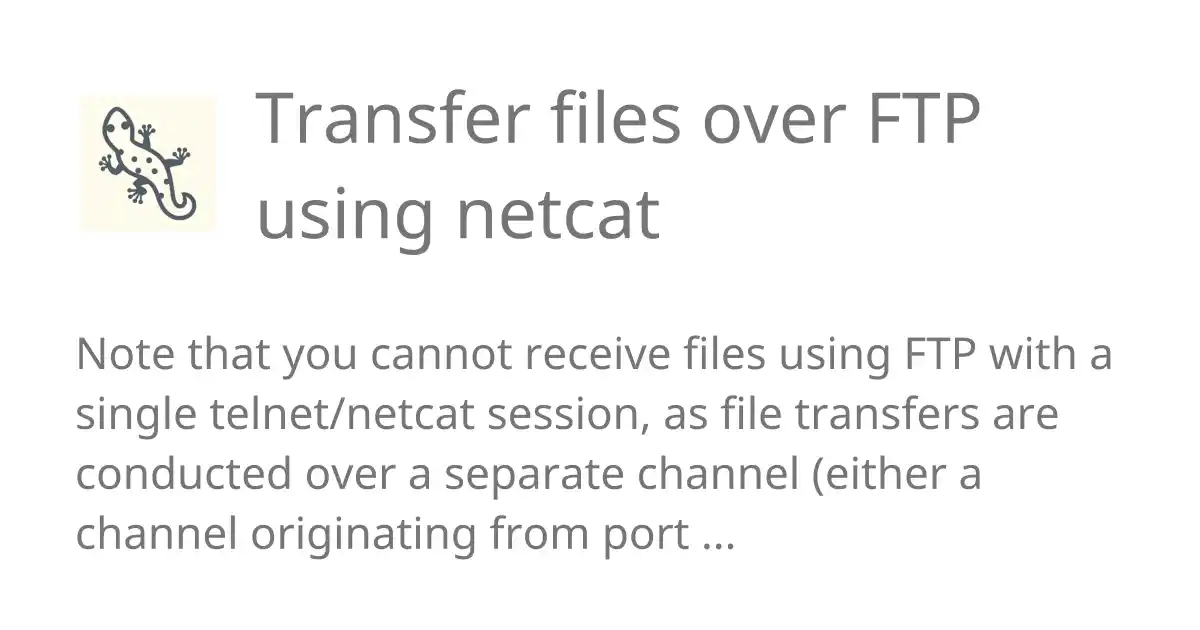 Transfer files over FTP
using netcat
Note that you cannot receive files using FTP with a
single telnet/netcat session, as file transfers are
conducted over a separate channel (either a
channel originating from port ...